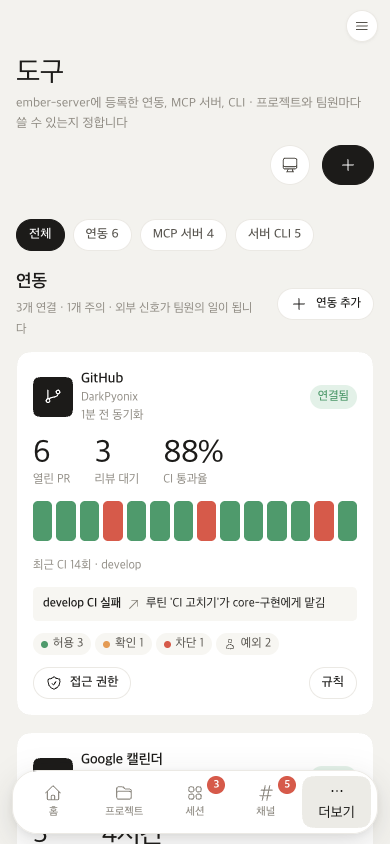 도구
ember-server에 등록한 연동, MCP 서버, CLI · 프로젝트와 팀원마다
쓸 수 있는지 정합니다
전체
연동 6
MCP 서버 4
서버 CLI 5
연동
3개 연결 · 1개 주의 · 외부 신호가 팀원의 일이 됩니
다
연동 추가
GitHub
DarkPyonix
1분 전 동기화
연결됨
6
3
88%
열린 PR
리뷰 대기
CI 통과율
최근 CI 14회 · develop
develop CI 실패 ↗ 루틴 'CI 고치기'가 core-구현에게 맡김
허용 3
확인 1
차단 1
예외 2
접근 권한
규칙
Google 캘린더
3
5
홈
프로젝트
세션
채널
더보기